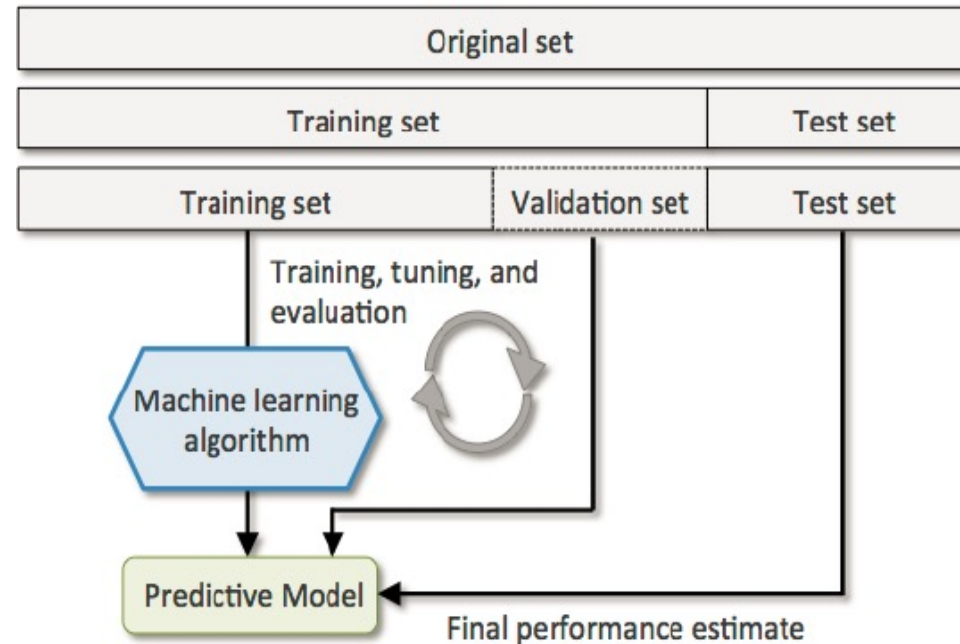 Original set
Training set
Test set
Training set
Validation set
Test set
Training, tuning, and
evaluation
Machine learning
algorithm
Predictive Model
Final performance estimate